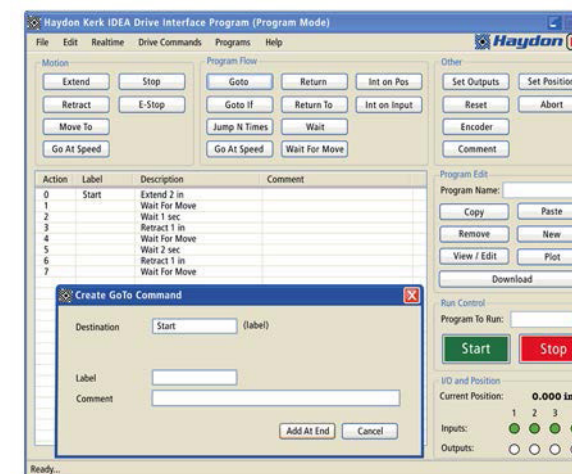 Haydon Kerk IDEA Drive Interface Program (Program Mode)
File Edit Realtime Drive Commands Programs Help
Haydon
Motion
Extend Stop
Retract E-Stop
Move To
Go At Speed
Program Flow
Goto Return Int on Pos
Goto If Return To Int on Input
Jump N Times Wait
Go At Speed Wait For Move
Other
Set Outputs Set Position
Reset Abort
Encoder
Comment
Action Label Description Comment
0 Start Extend 2 in
1 Wait For Move
2 Wait 1 sec
3 Retract 1 in
4 Wait For Move
5 Wait 2 sec
6 Retract 1 in
7 Wait For Move
Program Edit
Program Name:
Copy Paste
Remove New
View / Edit Plot
Download
Run Control
Program To Run:
Start Stop
I/O and Position
Current Position: 0.000 in
1 2 3
Inputs:
Outputs:
Create GoTo Command
Destination Start (label)
Label
Comment
Add At End Cancel
Ready...